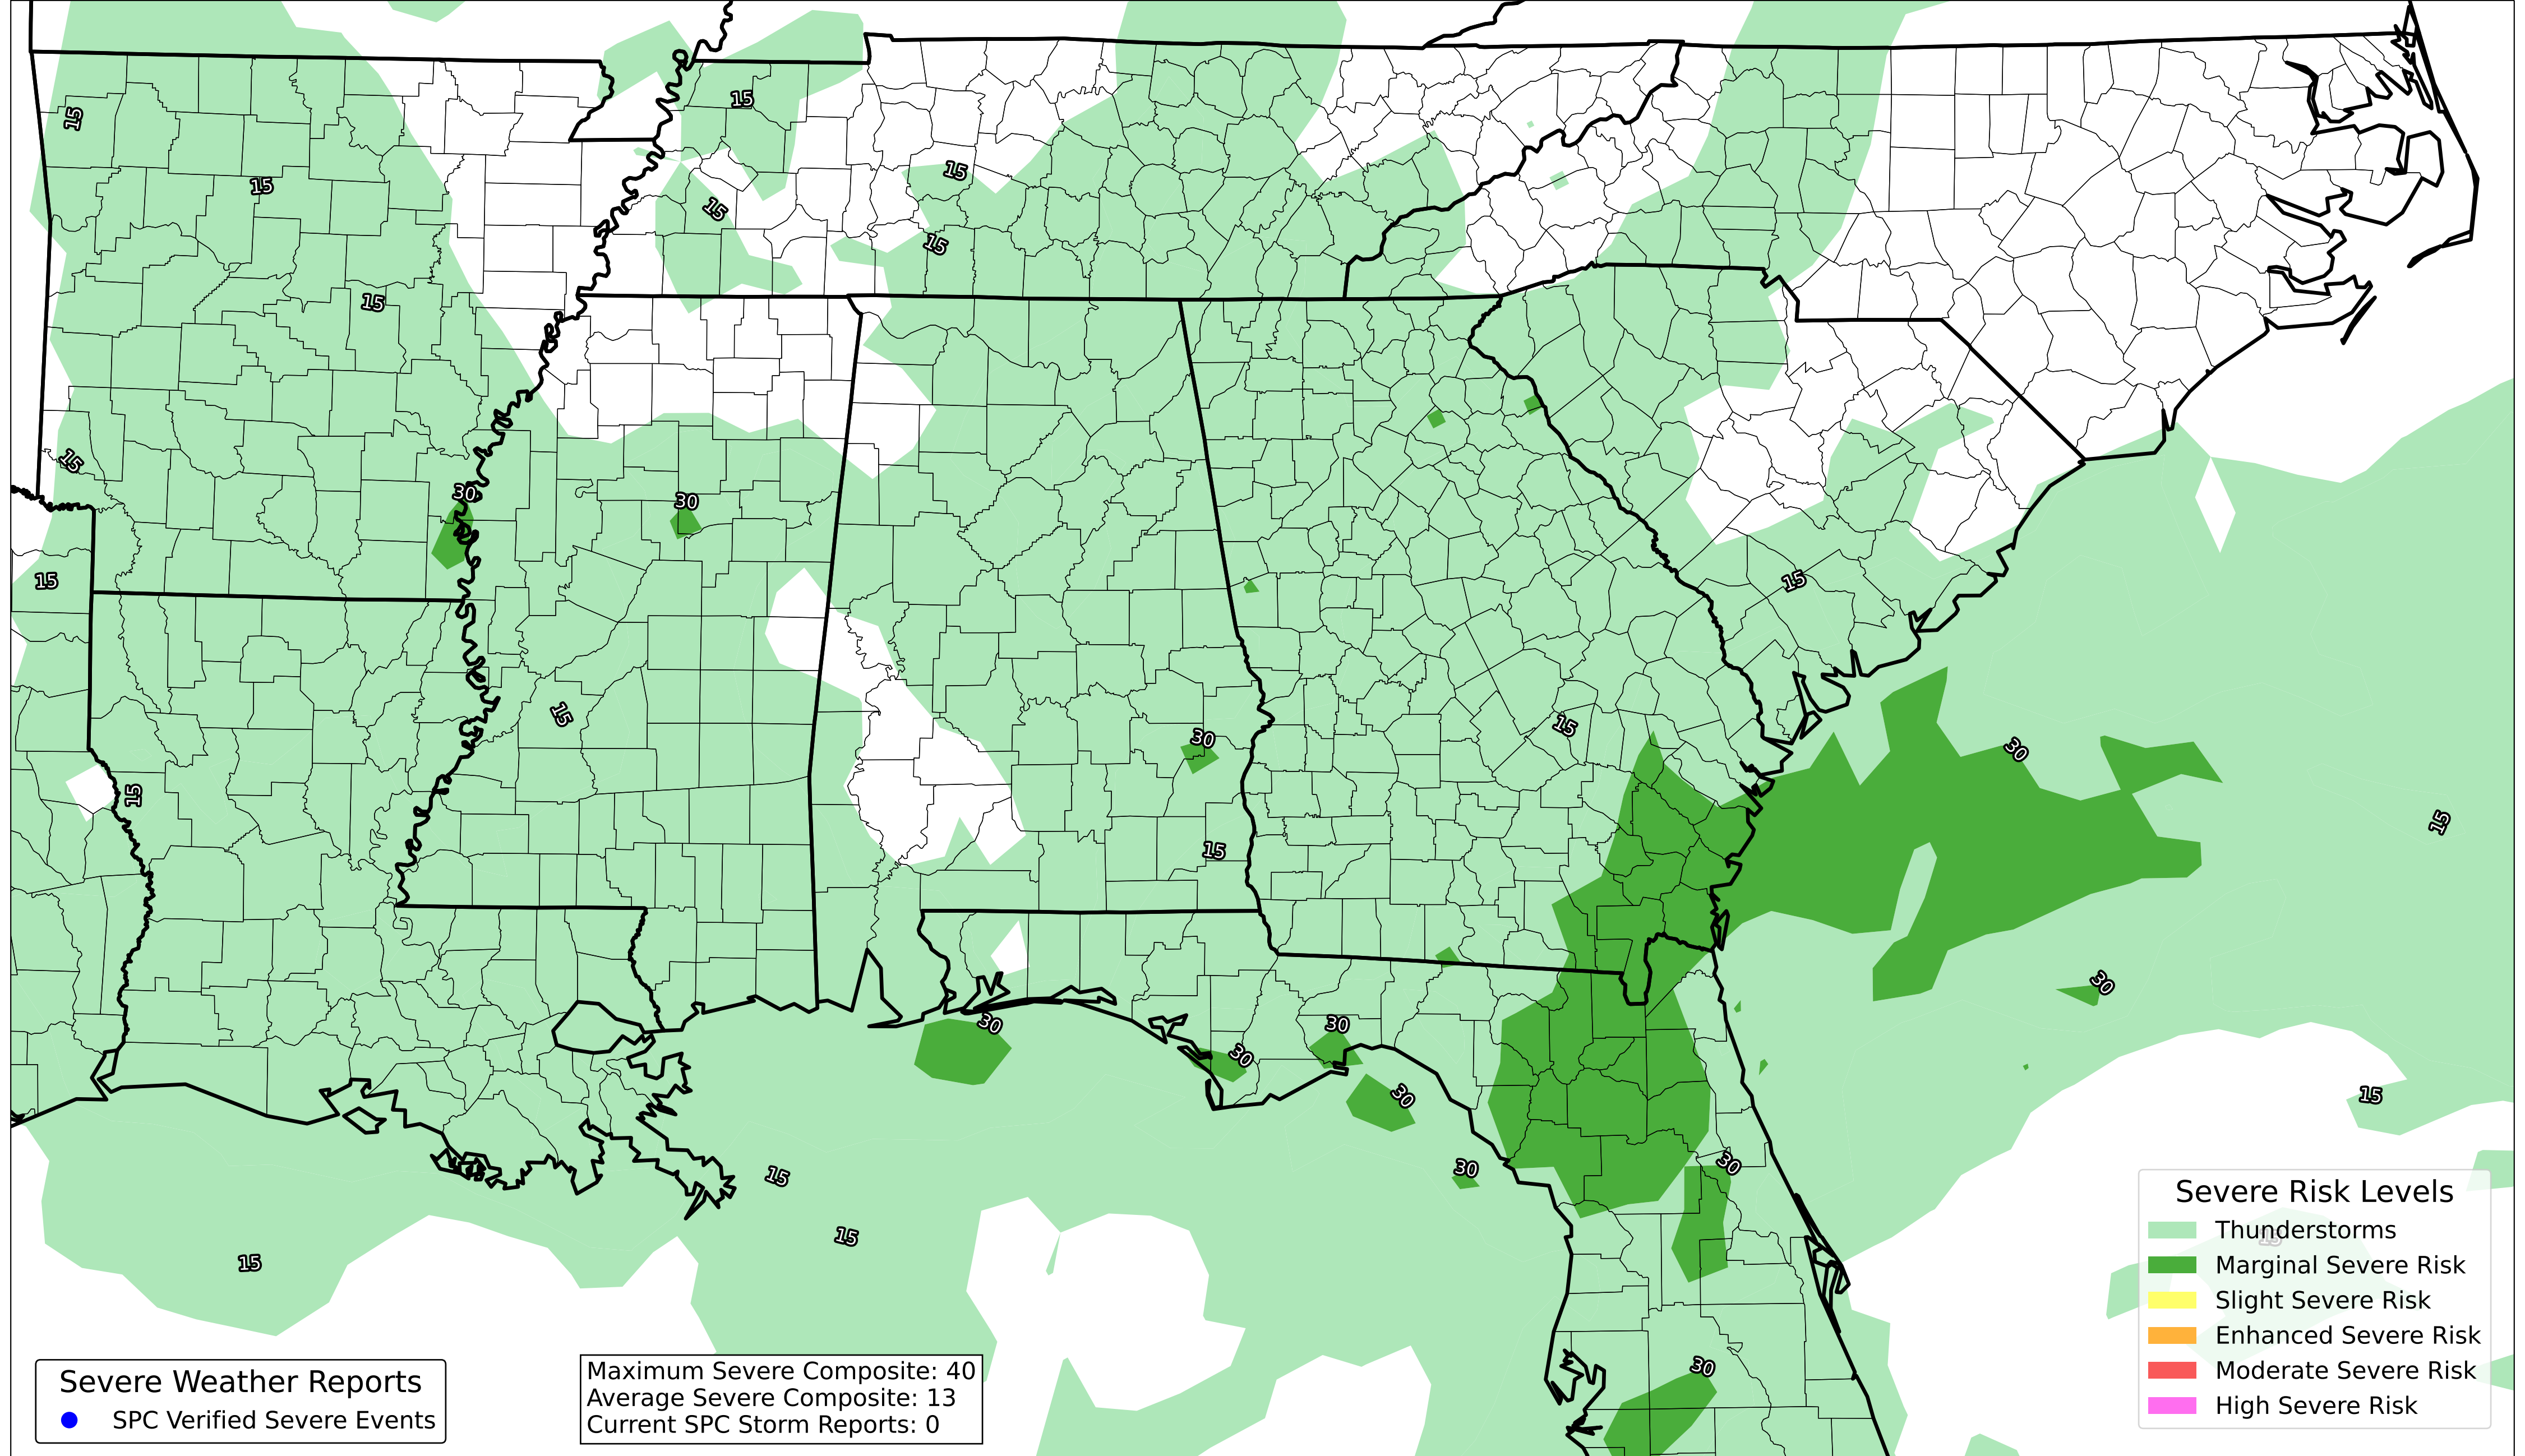 15
15
15
15
15
15
15
15
30
30
15
15
15
30
30
15
15
15
15
30
30
30
30
30
15
30
30
15
15
15
15
30
Severe Risk Levels
Thunderstorms
Marginal Severe Risk
Slight Severe Risk
Enhanced Severe Risk
Moderate Severe Risk
High Severe Risk
Severe Weather Reports
SPC Verified Severe Events
Maximum Severe Composite: 40
Average Severe Composite: 13
Current SPC Storm Reports: 0